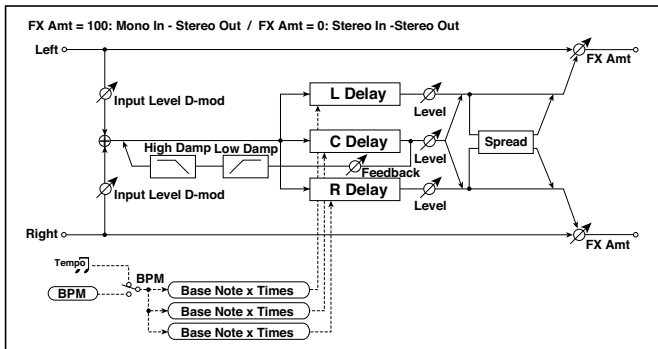 FX Amt = 100: Mono In - Stereo Out / FX Amt = 0: Stereo In -Stereo Out
Left
FX Amt
Input Level D-mod
L Delay
Level
High Damp
Low Damp
C Delay
Level
Spread
Feedback
Input Level D-mod
R Delay
Level
Right
FX Amt
Tempo
BPM
BPM
Base Note x Times
Base Note x Times
Base Note x Times